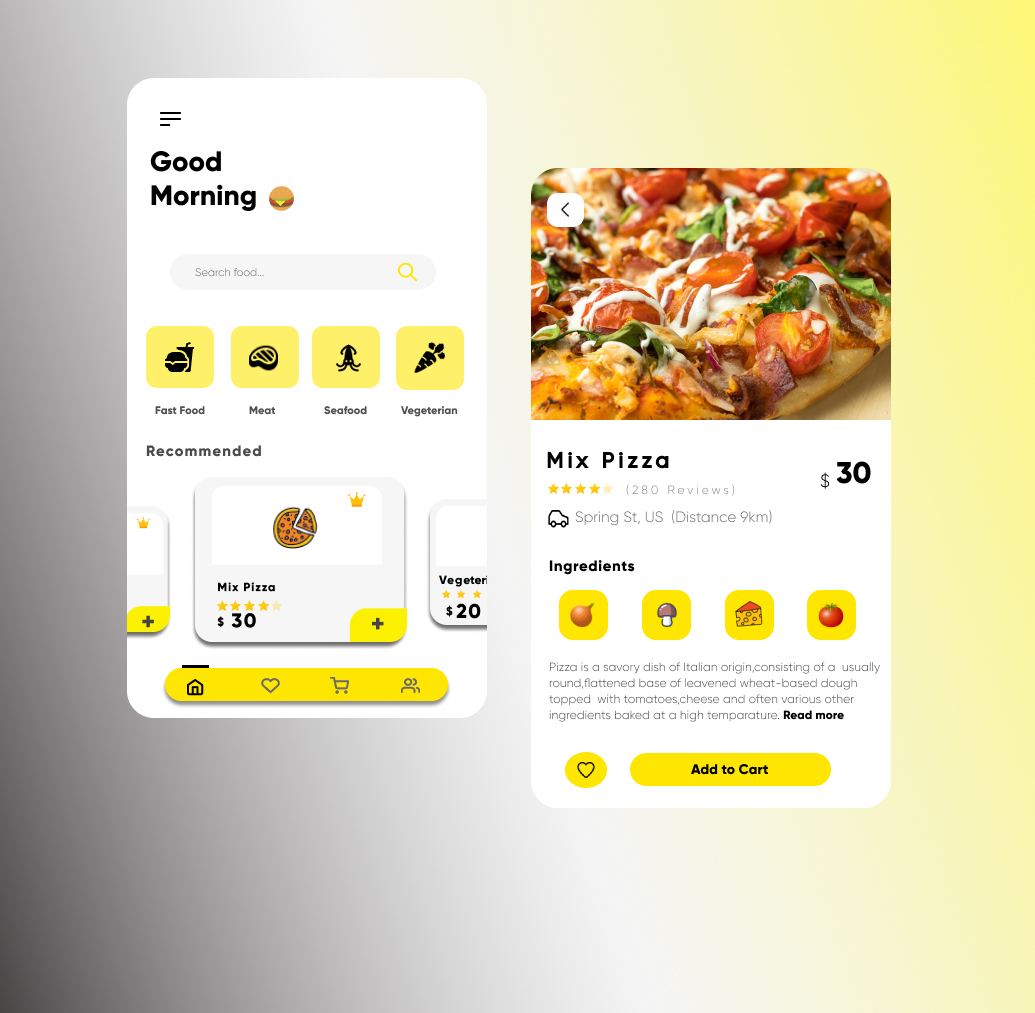 Good
Morning
Search food...
Fast Food
Meat
Seafood
Vegeterian
Recommended
Mix Pizza
$ 30
Vegeteri
$ 20
Mix Pizza
$ 30
(280 Reviews)
Spring St, US (Distance 9km)
Ingredients
Pizza is a savory dish of Italian origin,consisting of a usually
round,flattened base of leavened wheat-based dough
topped with tomatoes,cheese and often various other
ingredients baked at a high temparature. Read more
Add to Cart